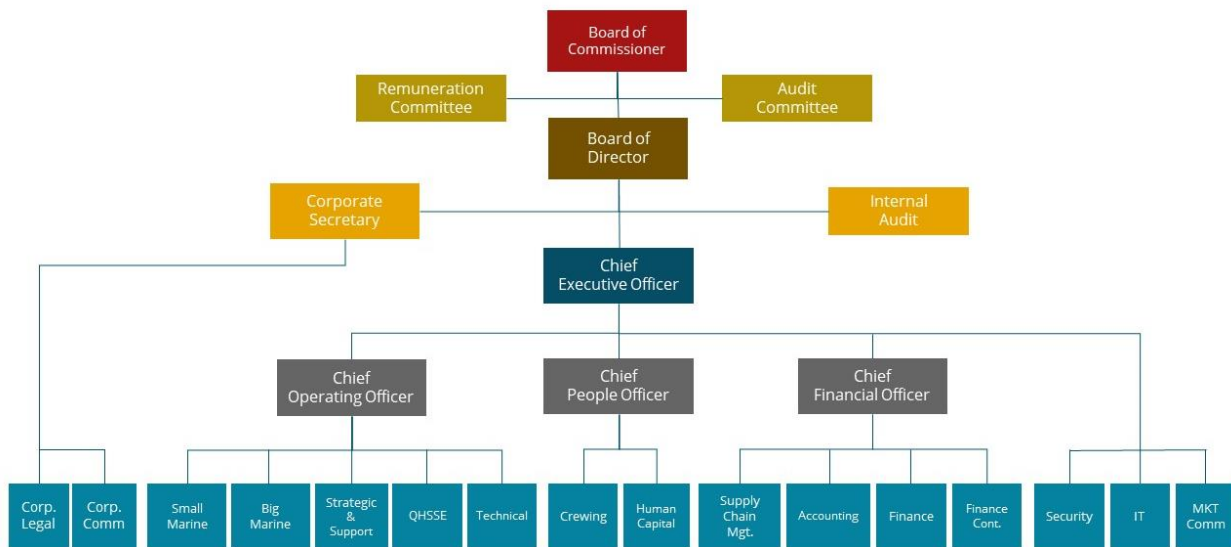 Board of
Commissioner
Remuneration
Committee
Audit
Committee
Board of
Director
Corporate
Secretary
Internal
Audit
Chief
Executive Officer
Chief
Operating Officer
Chief
People Officer
Chief
Financial Officer
Corp.
Legal
Corp.
Comm
Small
Marine
Big
Marine
Strategic
&
Support
QHSSE
Technical
Crewing
Human
Capital
Supply
Chain
Mgt.
Accounting
Finance
Finance
Cont.
Security
IT
MKT
Comm